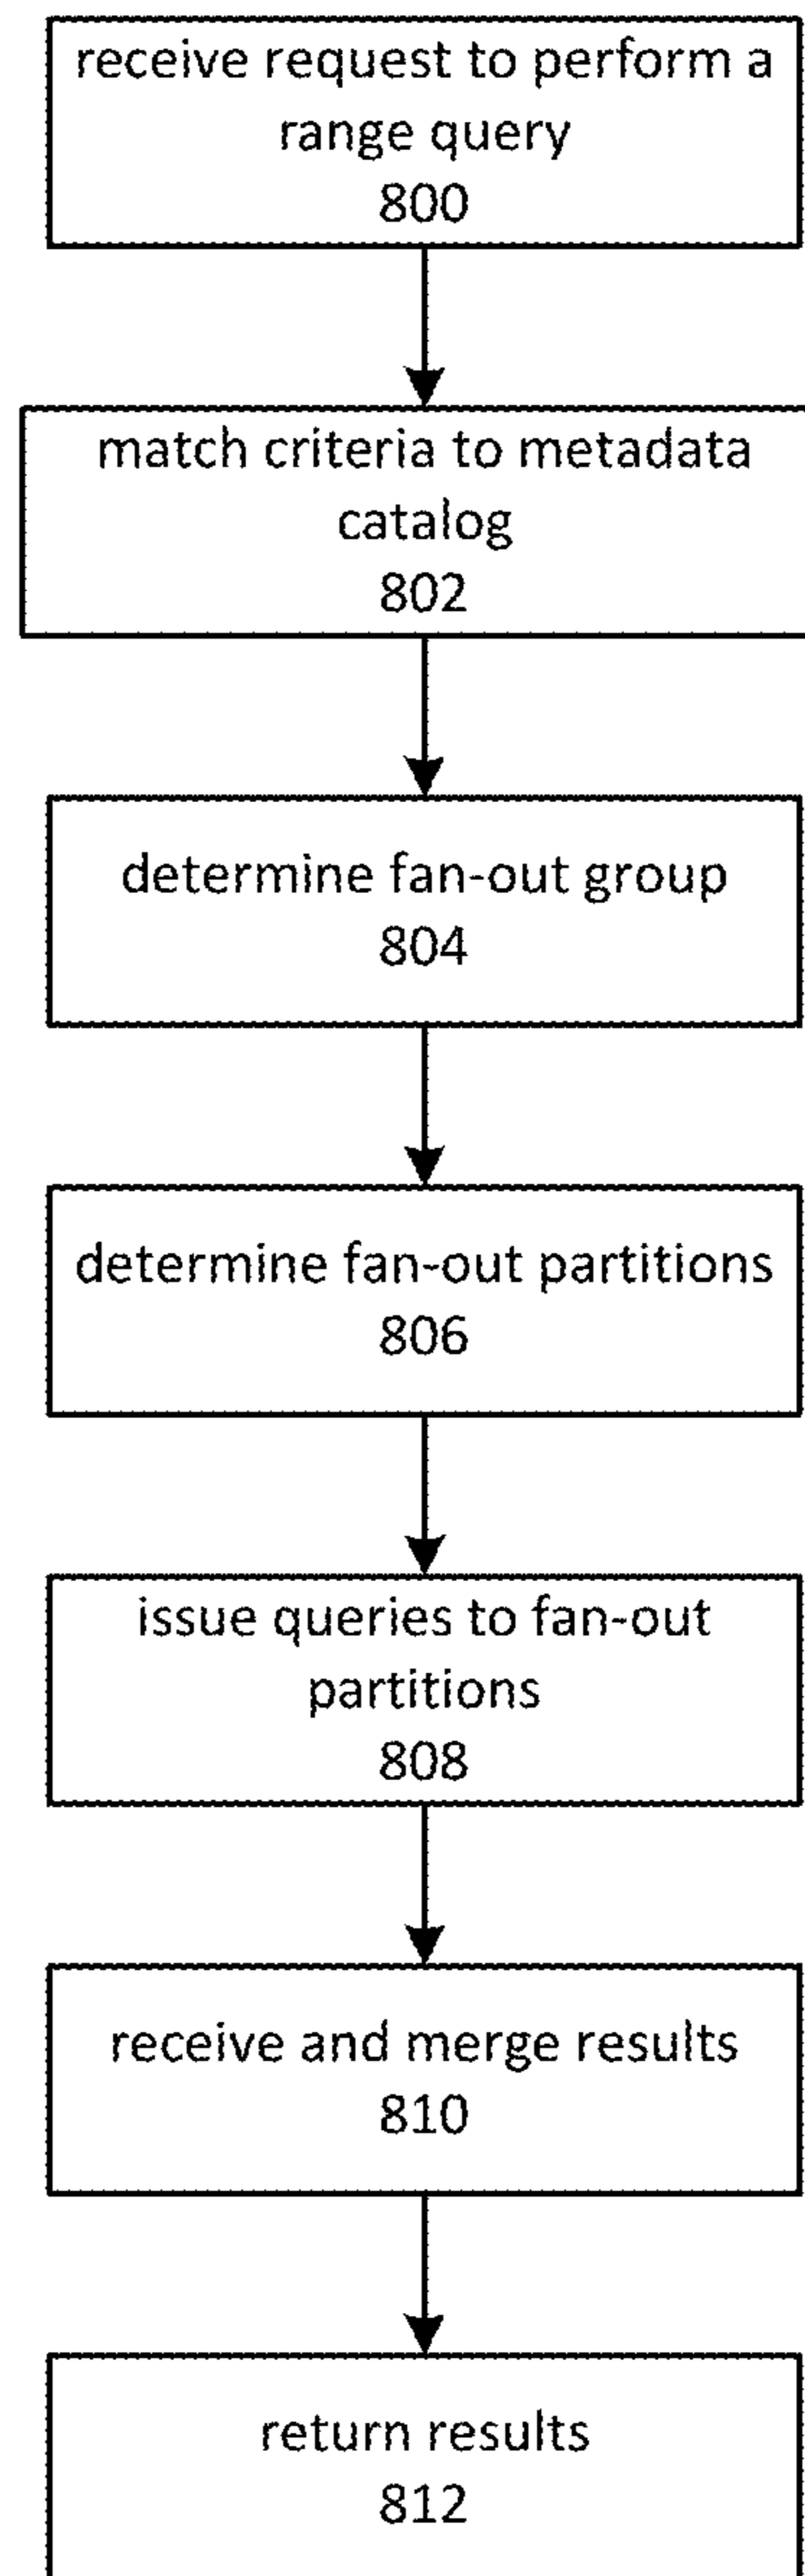 receive request to perform a
range query
800
match criteria to metadata
catalog
802
determine fan-out group
804
determine fan-out partitions
806
issue queries to fan-out
partitions
808
receive and merge results
810
return results
812